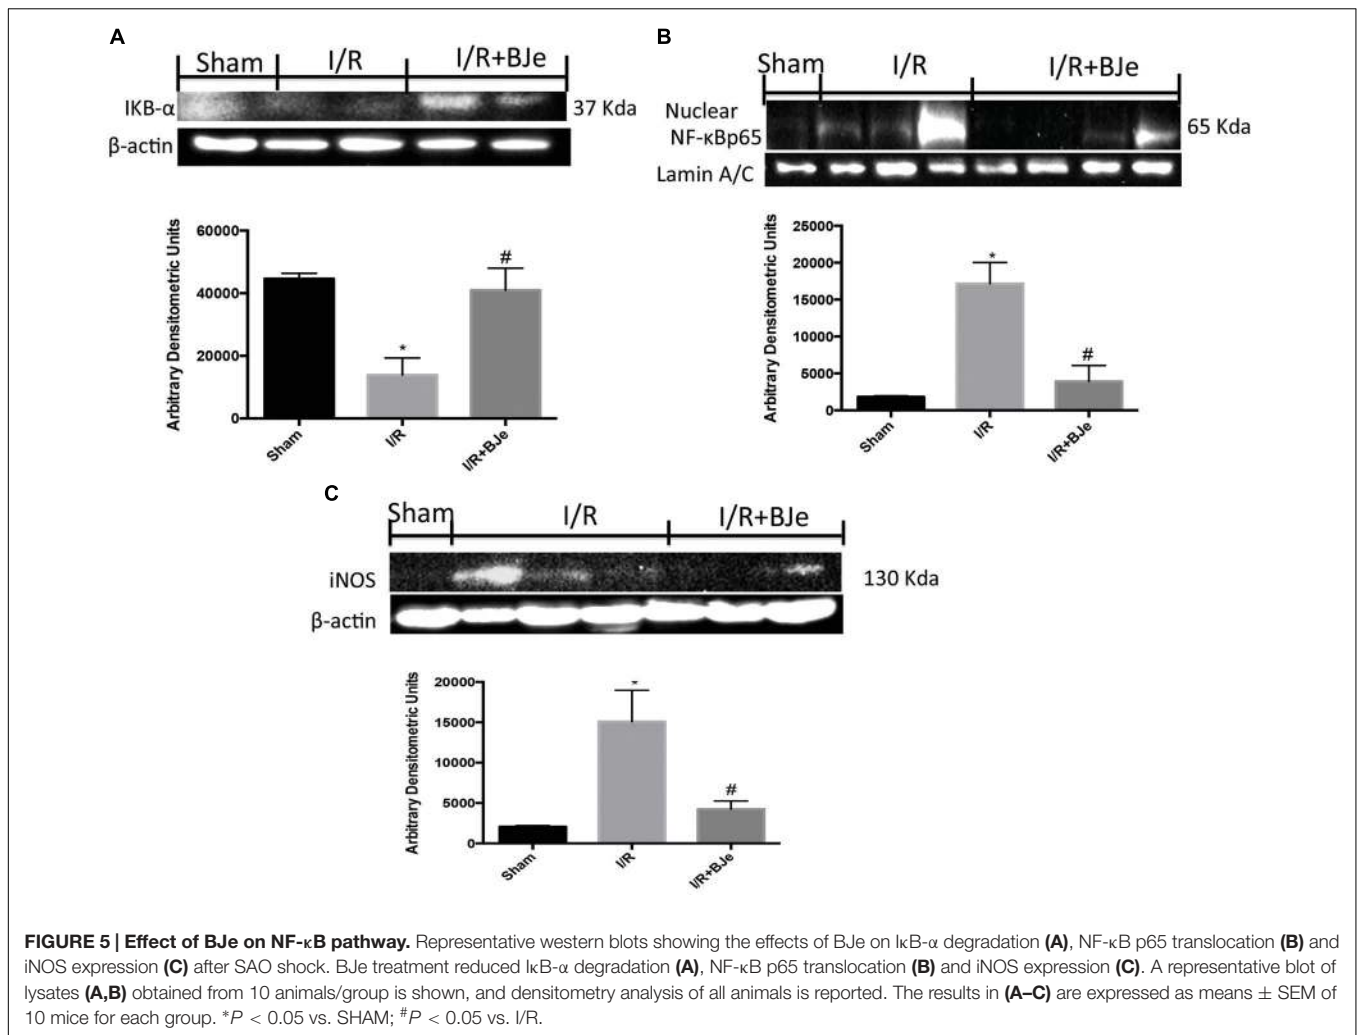 A
Sham I/R I/R+BJe
IKB-α 37 Kda
β-actin
Arbitrary Densitometric Units
60000
40000
20000
0
*
#
Sham
I/R
I/R+BJe
B
Sham I/R I/R+BJe
Nuclear
NF-κBp65 65 Kda
Lamin A/C
Arbitrary Densitometric Units
25000
20000
15000
10000
5000
0
*
#
Sham
I/R
I/R+BJe
C
Sham I/R I/R+BJe
iNOS 130 Kda
β-actin
Arbitrary Densitometric Units
20000
15000
10000
5000
0
*
#
Sham
I/R
I/R+BJe
FIGURE 5 | Effect of BJe on NF-κB pathway. Representative western blots showing the effects of BJe on IκB-α degradation (A), NF-κB p65 translocation (B) and
iNOS expression (C) after SAO shock. BJe treatment reduced IκB-α degradation (A), NF-κB p65 translocation (B) and iNOS expression (C). A representative blot of
lysates (A,B) obtained from 10 animals/group is shown, and densitometry analysis of all animals is reported. The results in (A–C) are expressed as means ± SEM of
10 mice for each group. *P < 0.05 vs. SHAM; #P < 0.05 vs. I/R.